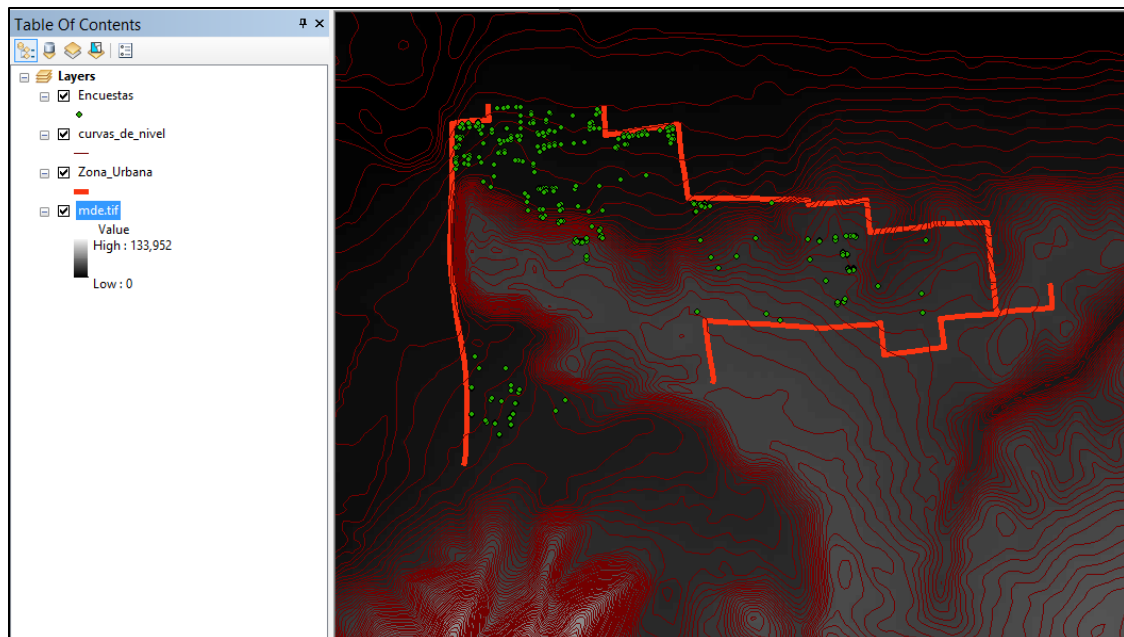 Table Of Contents
Layers
Encuestas
curvas_de_nivel
Zona_Urbana
mde.tif
Value
High : 133,952
Low : 0